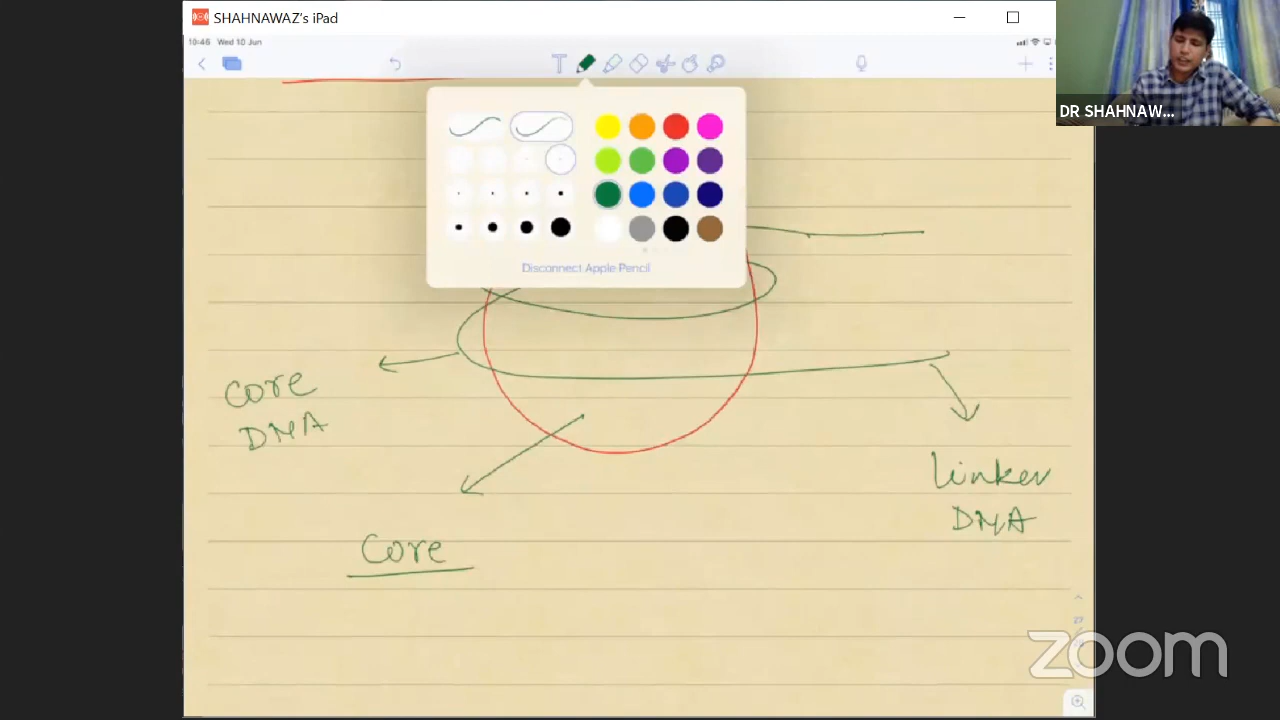 SHAHNAWAZ's iPad
10:46 Wed 10 Jun
DR SHAHNAW...
Disconnect Apple Pencil
Core
DNA
Linker
DNA
Core
zoom